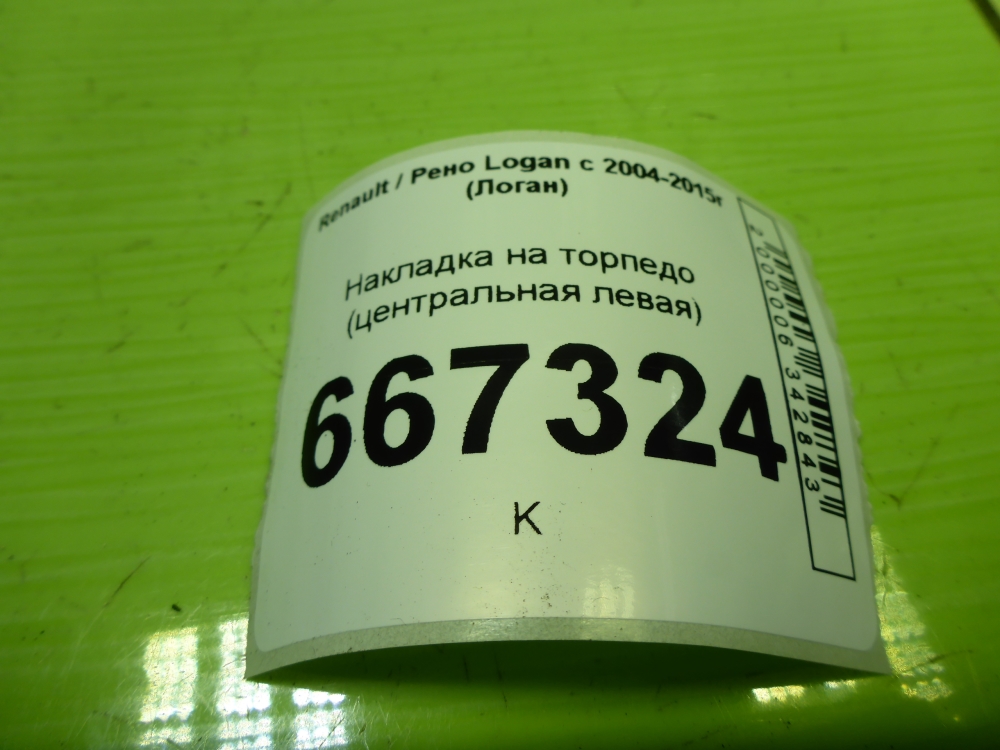 Renault / Рено Logan с 2004-2015г
(Логан)
Накладка на торпедо
(центральная левая)
667324
К
2000006342843